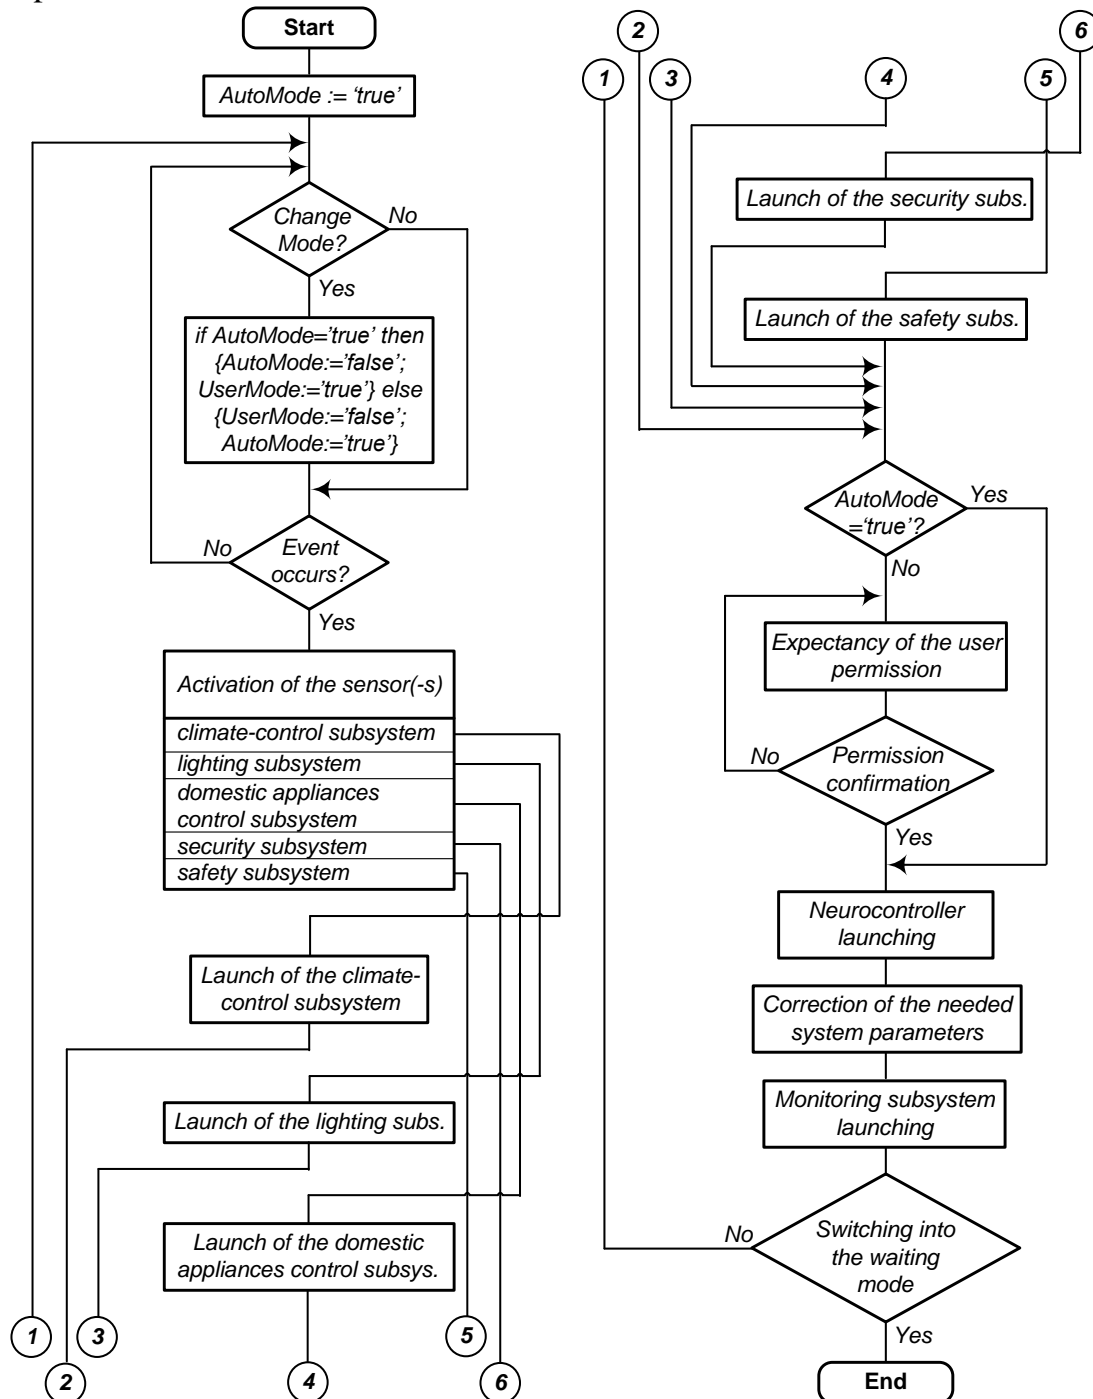 Start
AutoMode := ‘true’
Change
Mode?
No
Yes
if AutoMode=’true’ then
{AutoMode:=’false’;
UserMode:=’true’} else
{UserMode:=’false’;
AutoMode:=’true’}
No
Event
occurs?
Yes
Activation of the sensor(-s)
climate-control subsystem
lighting subsystem
domestic appliances
control subsystem
security subsystem
safety subsystem
Launch of the climate-
control subsystem
Launch of the lighting subs.
Launch of the domestic
appliances control subsys.
1
3
5
2
4
6
2
6
1
3
4
5
Launch of the security subs.
Launch of the safety subs.
AutoMode
=‘true’?
Yes
No
Expectancy of the user
permission
No
Permission
confirmation
Yes
Neurocontroller
launching
Correction of the needed
system parameters
Monitoring subsystem
launching
No
Switching into
the waiting
mode
Yes
End